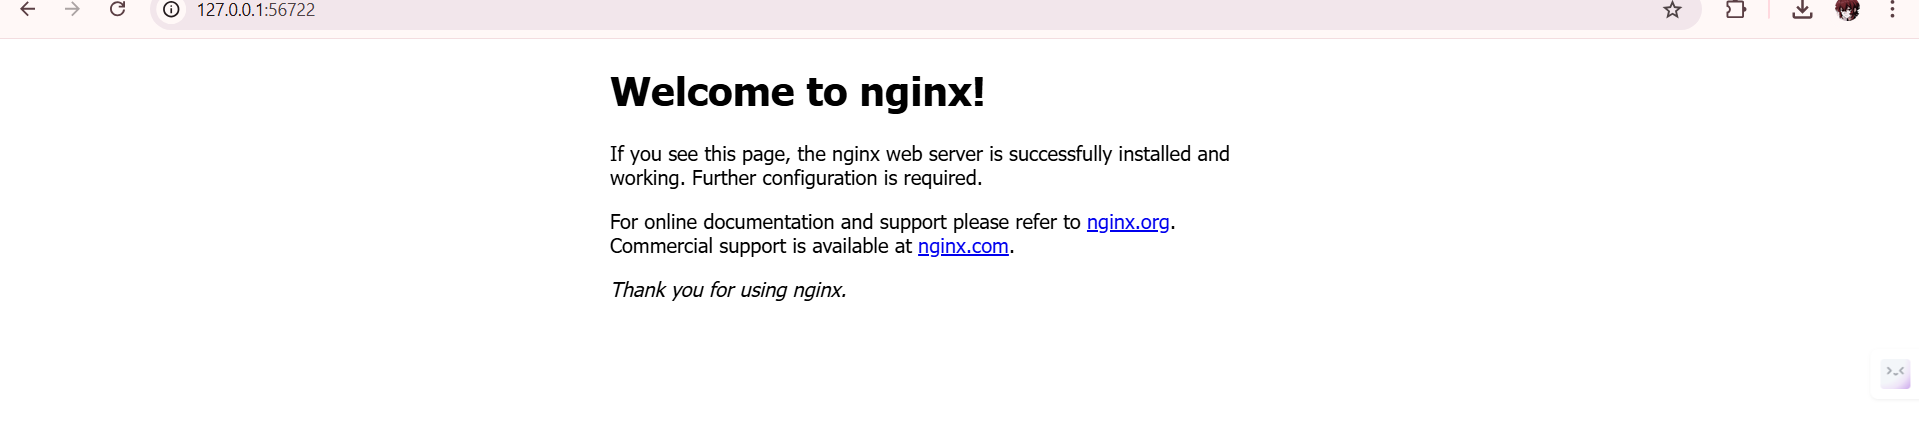 127.0.0.1:56722
Welcome to nginx!
If you see this page, the nginx web server is successfully installed and
working. Further configuration is required.
For online documentation and support please refer to nginx.org.
Commercial support is available at nginx.com.
Thank you for using nginx.